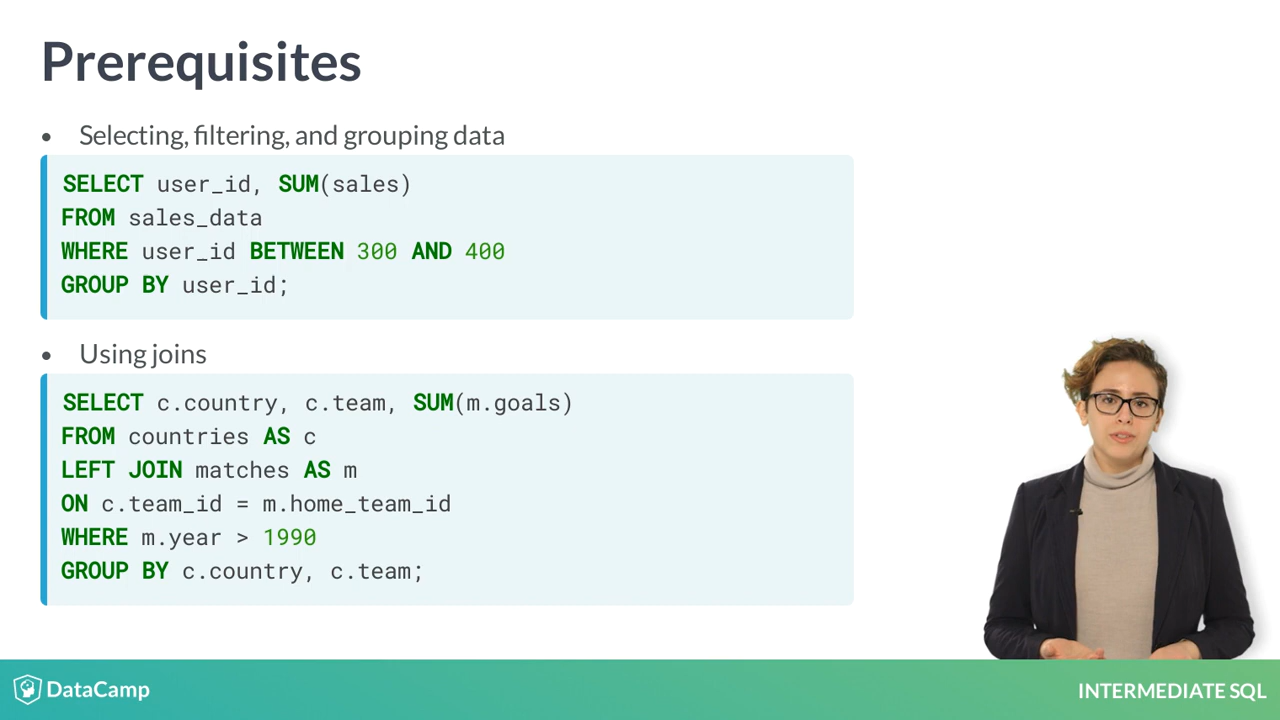 Prerequisites
• Selecting, filtering, and grouping data
SELECT user_id, SUM(sales)
FROM sales_data
WHERE user_id BETWEEN 300 AND 400
GROUP BY user_id;
• Using joins
SELECT c.country, c.team, SUM(m.goals)
FROM countries AS c
LEFT JOIN matches AS m
ON c.team_id = m.home_team_id
WHERE m.year > 1990
GROUP BY c.country, c.team;
DataCamp
INTERMEDIATE SQL